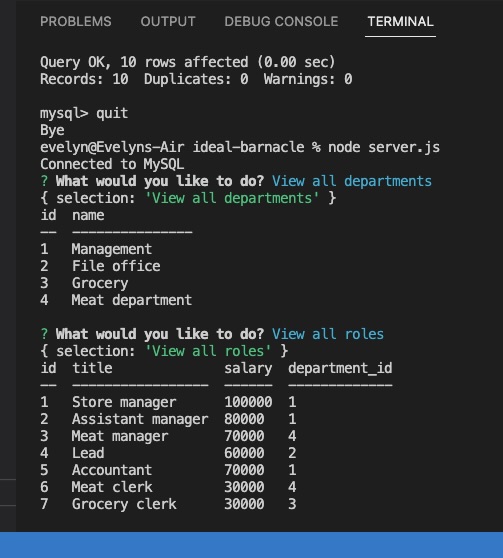 PROBLEMS OUTPUT DEBUG CONSOLE TERMINAL
Query OK, 10 rows affected (0.00 sec)
Records: 10  Duplicates: 0  Warnings: 0
mysql> quit
Bye
evelyn@Evelyns-Air ideal-barnacle % node server.js
Connected to MySQL
? What would you like to do? View all departments
{ selection: 'View all departments' }
id  name
--  ---------------
1   Management
2   File office
3   Grocery
4   Meat department
? What would you like to do? View all roles
{ selection: 'View all roles' }
id  title              salary  department_id
--  -----------------  ------  -------------
1   Store manager      100000  1
2   Assistant manager  80000   1
3   Meat manager       70000   4
4   Lead               60000   2
5   Accountant         70000   1
6   Meat clerk         30000   4
7   Grocery clerk      30000   3